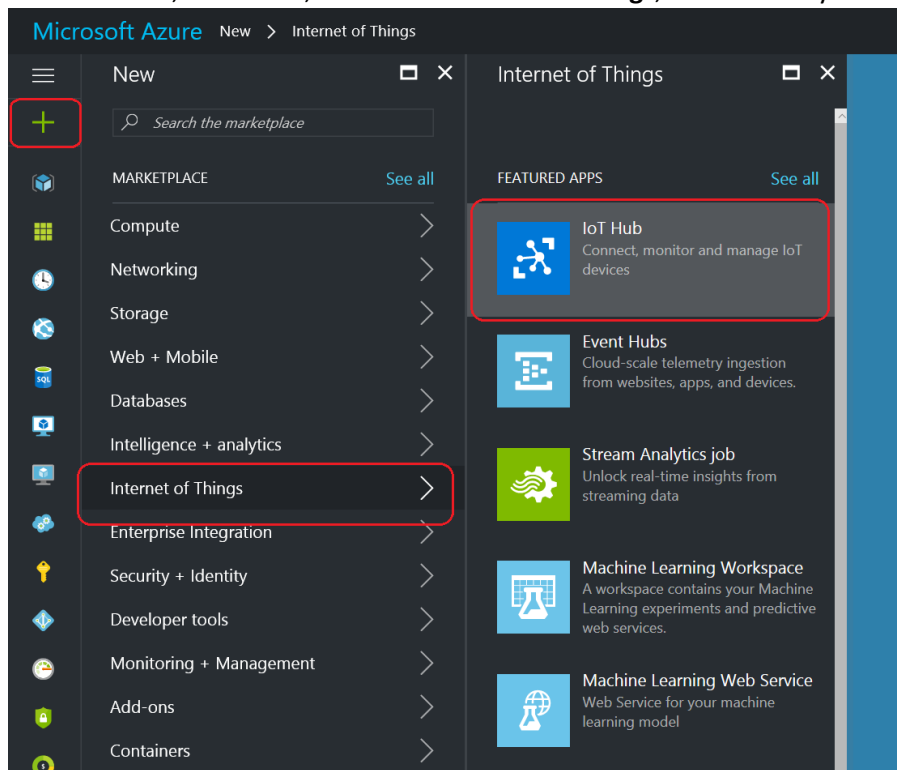 Microsoft Azure New > Internet of Things
New
Search the marketplace
MARKETPLACE See all
Compute
Networking
Storage
Web + Mobile
Databases
Intelligence + analytics
Internet of Things
Enterprise Integration
Security + Identity
Developer tools
Monitoring + Management
Add-ons
Containers
Internet of Things
FEATURED APPS See all
IoT Hub
Connect, monitor and manage IoT
devices
Event Hubs
Cloud-scale telemetry ingestion
from websites, apps, and devices.
Stream Analytics job
Unlock real-time insights from
streaming data
Machine Learning Workspace
A workspace contains your Machine
Learning experiments and predictive
web services.
Machine Learning Web Service
Web Service for your machine
learning model
SQL